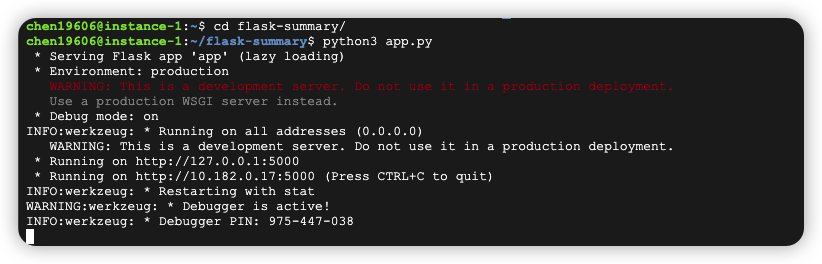 chen19606@instance-1:~$ cd flask-summary/
chen19606@instance-1:~/flask-summary$ python3 app.py
* Serving Flask app 'app' (lazy loading)
* Environment: production
WARNING: This is a development server. Do not use it in a production deployment.
Use a production WSGI server instead.
* Debug mode: on
INFO:werkzeug: * Running on all addresses (0.0.0.0)
WARNING: This is a development server. Do not use it in a production deployment.
* Running on http://127.0.0.1:5000
* Running on http://10.182.0.17:5000 (Press CTRL+C to quit)
INFO:werkzeug: * Restarting with stat
WARNING:werkzeug: * Debugger is active!
INFO:werkzeug: * Debugger PIN: 975-447-038